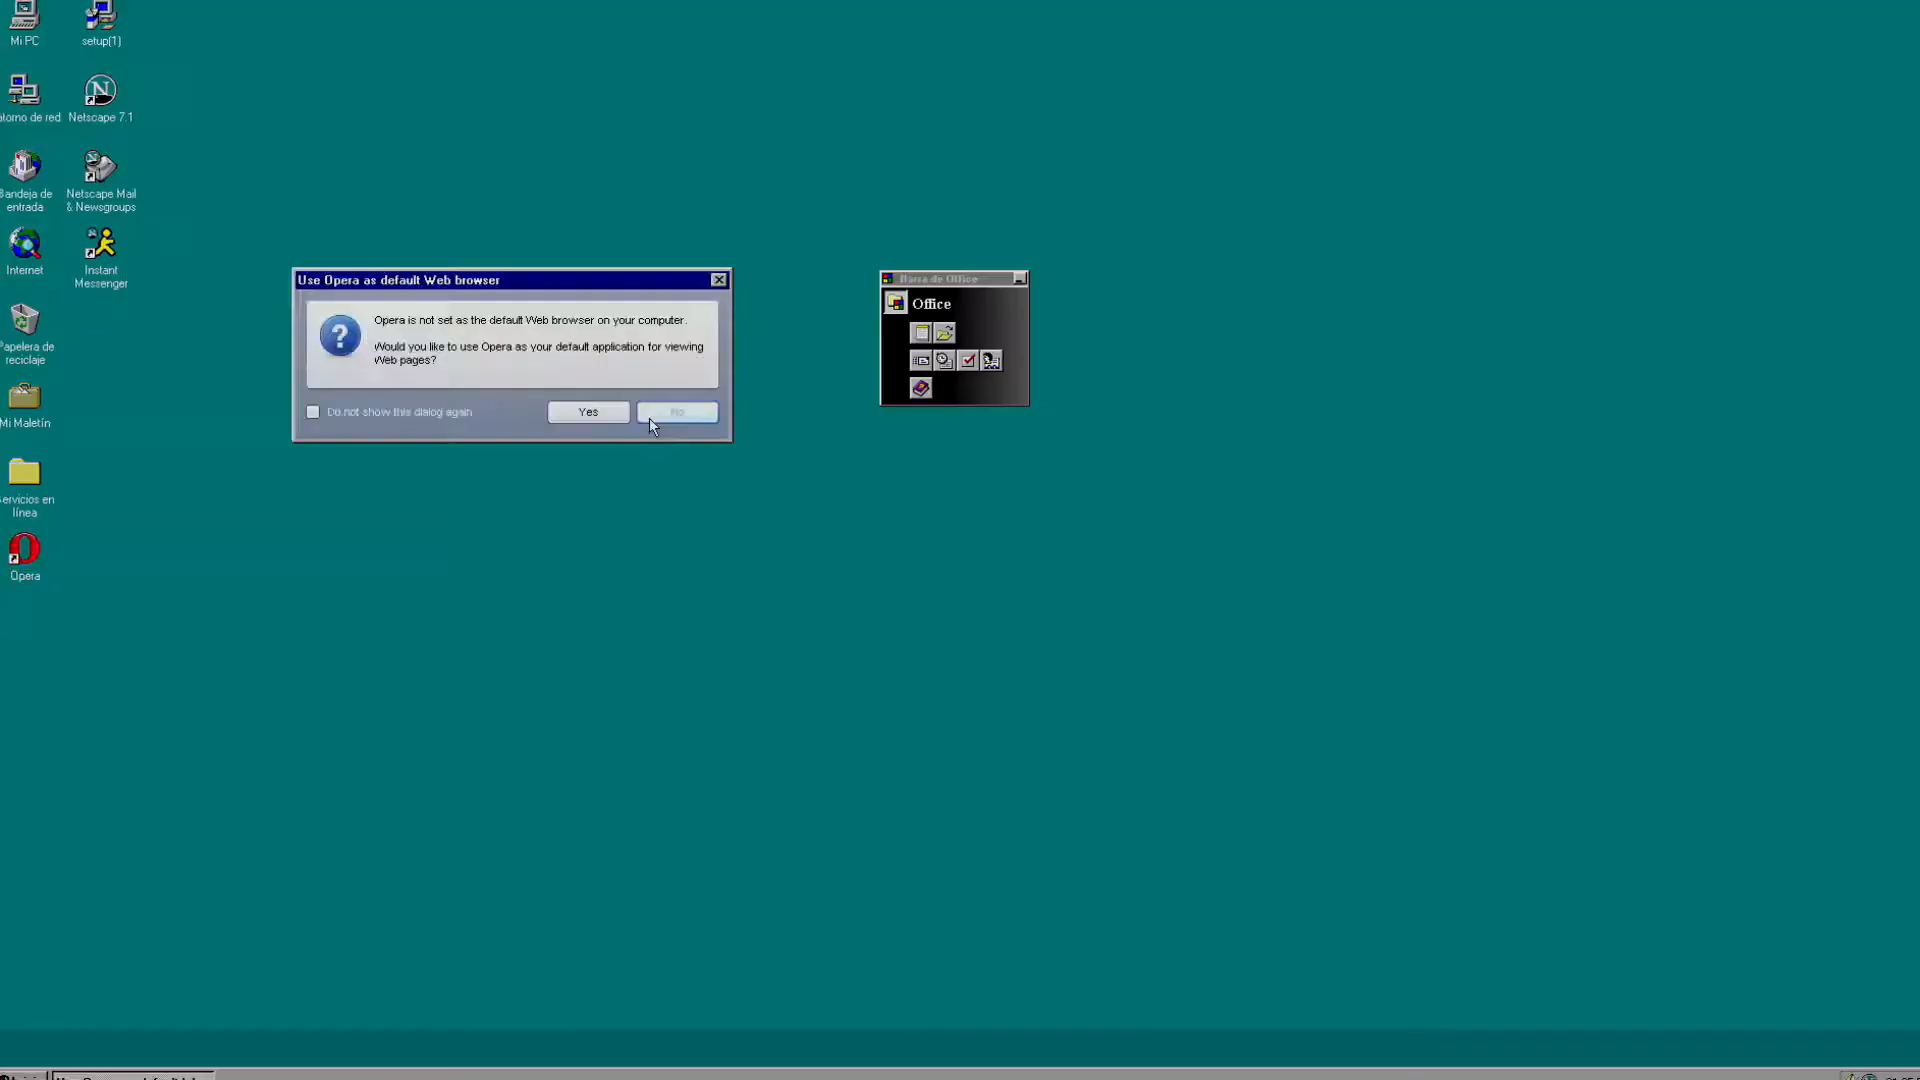 Mi PC
setup(1)
torno de red
Netscape 7.1
Bandeja de
entrada
Netscape Mail
& Newsgroups
Internet
Instant
Messenger
Papelera de
reciclaje
Mi Maletín
ervicios en
línea
Opera
Use Opera as default Web browser
Opera is not set as the default Web browser on your computer.
Would you like to use Opera as your default application for viewing
Web pages?
Do not show this dialog again
Yes
No
Barra de Office
Office